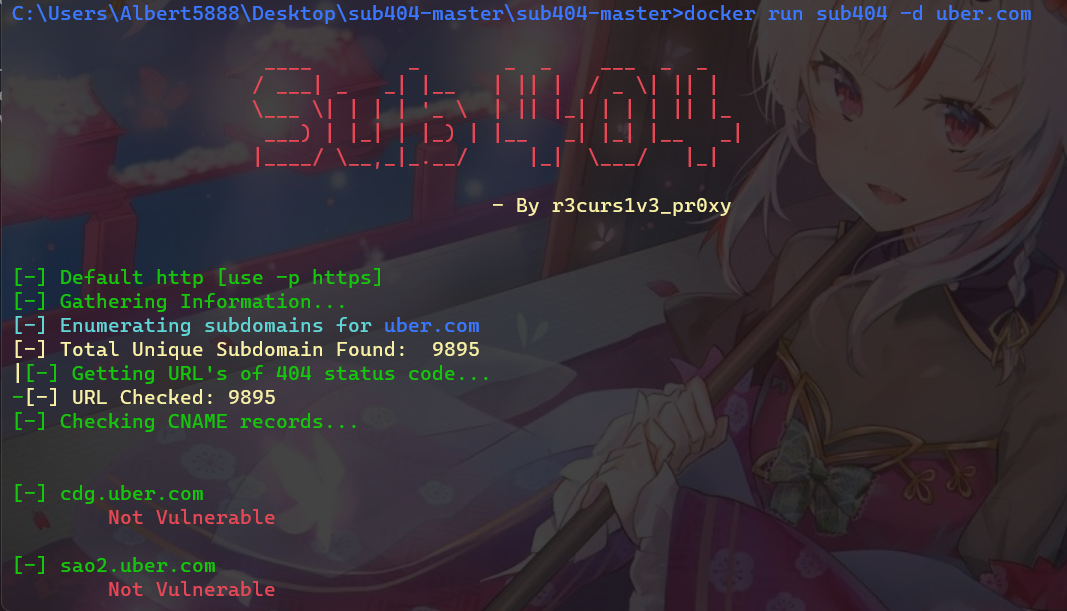 C:\Users\Albert5888\Desktop\sub404-master\sub404-master>docker run sub404 -d uber.com
Sub 404
- By r3curs1v3_pr0xy
[-] Default http [use -p https]
[-] Gathering Information...
[-] Enumerating subdomains for uber.com
[-] Total Unique Subdomain Found:  9895
|[-] Getting URL's of 404 status code...
-[-] URL Checked: 9895
[-] Checking CNAME records...
[-] cdg.uber.com
Not Vulnerable
[-] sao2.uber.com
Not Vulnerable